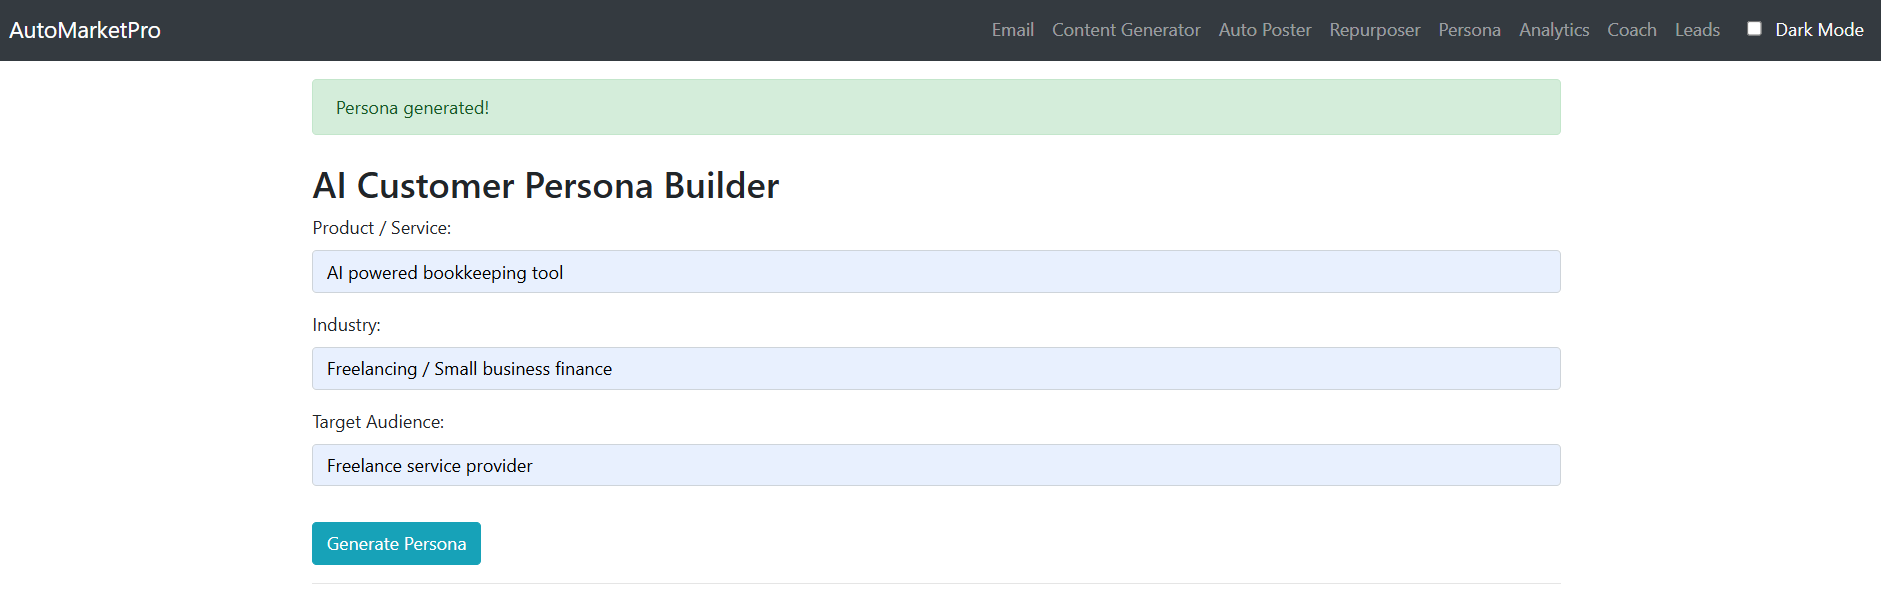 AutoMarketPro
Email Content Generator Auto Poster Repurposer Persona Analytics Coach Leads Dark Mode
Persona generated!
AI Customer Persona Builder
Product / Service:
AI powered bookkeeping tool
Industry:
Freelancing / Small business finance
Target Audience:
Freelance service provider
Generate Persona